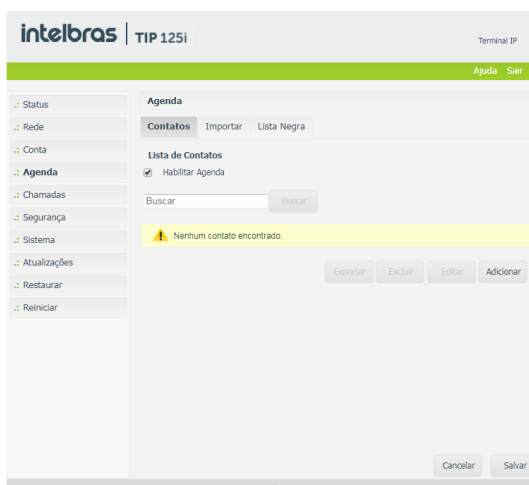 intelbras TIP 125i
Terminal IP
Ajuda Sair
.: Status
.: Rede
.: Conta
.: Agenda
.: Chamadas
.: Segurança
.: Sistema
.: Atualizações
.: Restaurar
.: Reiniciar
Agenda
Contatos Importar Lista Negra
Lista de Contatos
Habilitar Agenda
Buscar Buscar
Nenhum contato encontrado.
Exportar Excluir Editar Adicionar
Cancelar Salvar